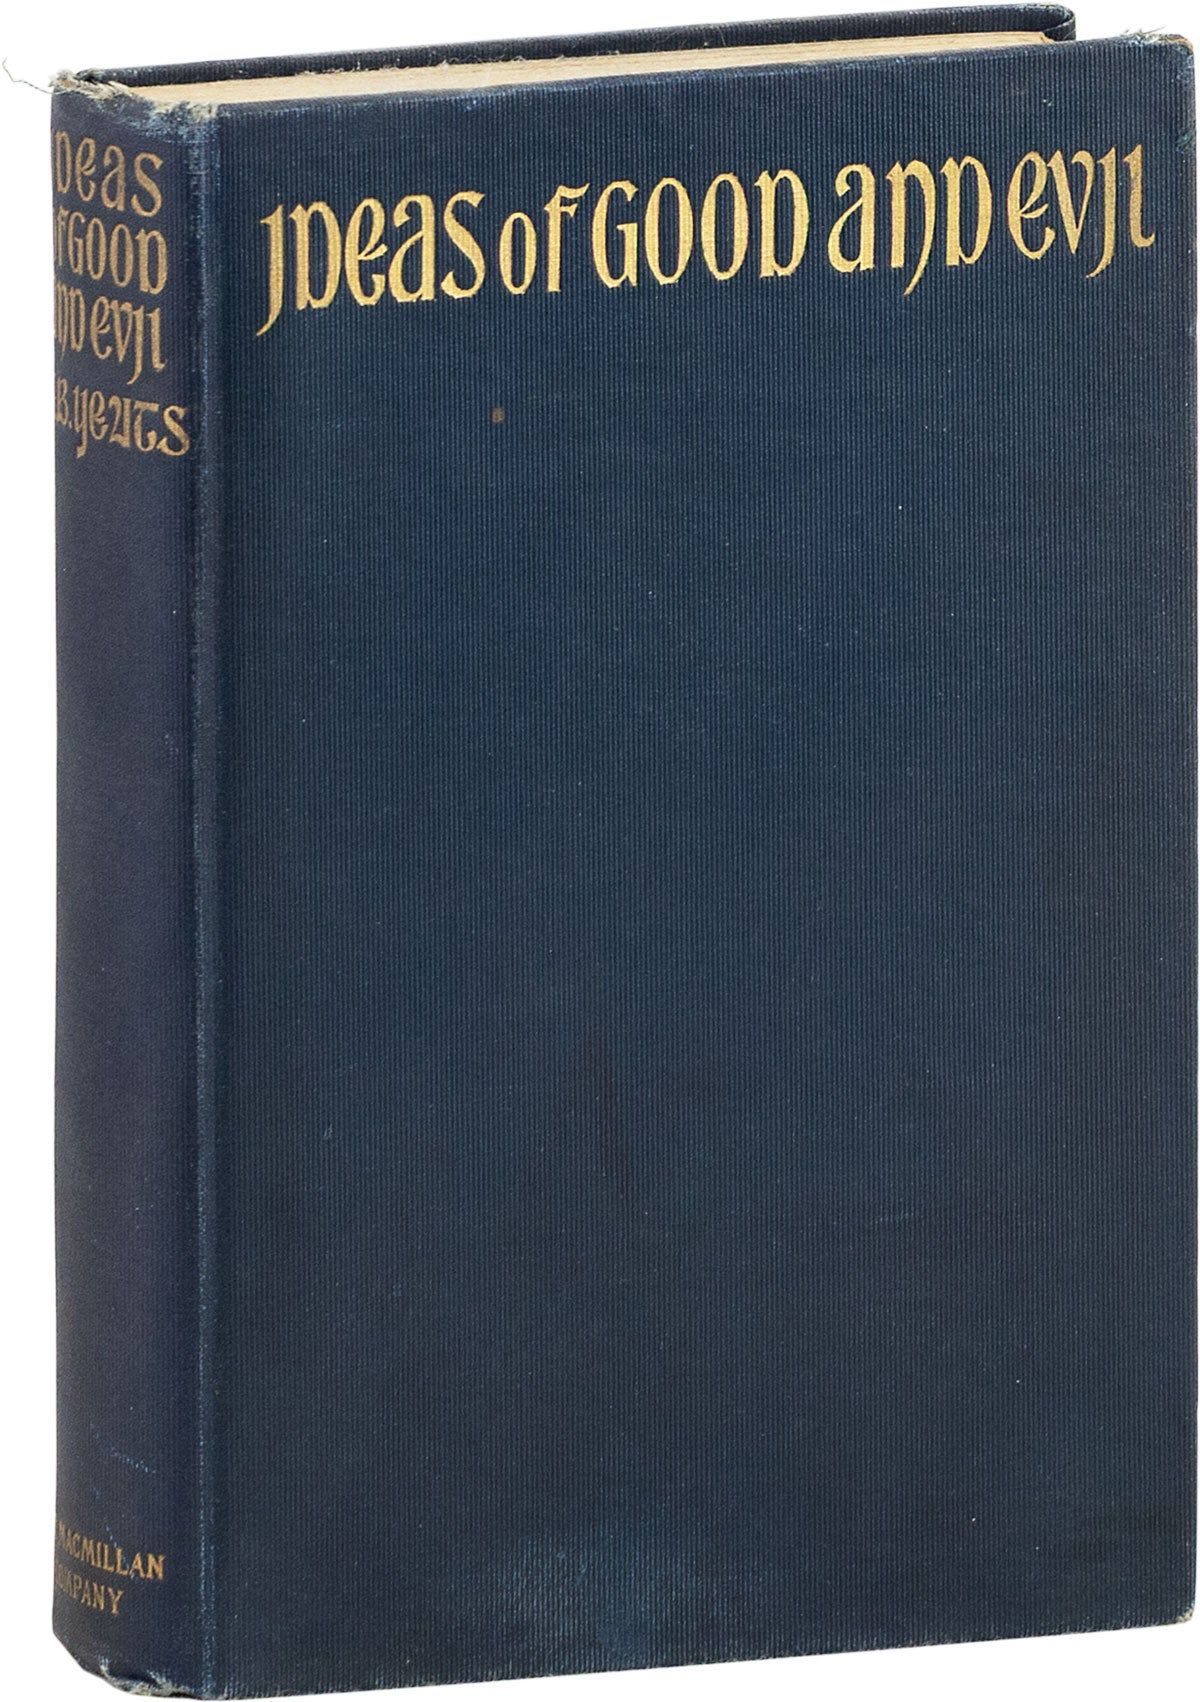 IDEAS OF GOOD AND EVIL
IDEAS
OF GOOD
AND EVIL
B. YEATS
MACMILLAN
COMPANY